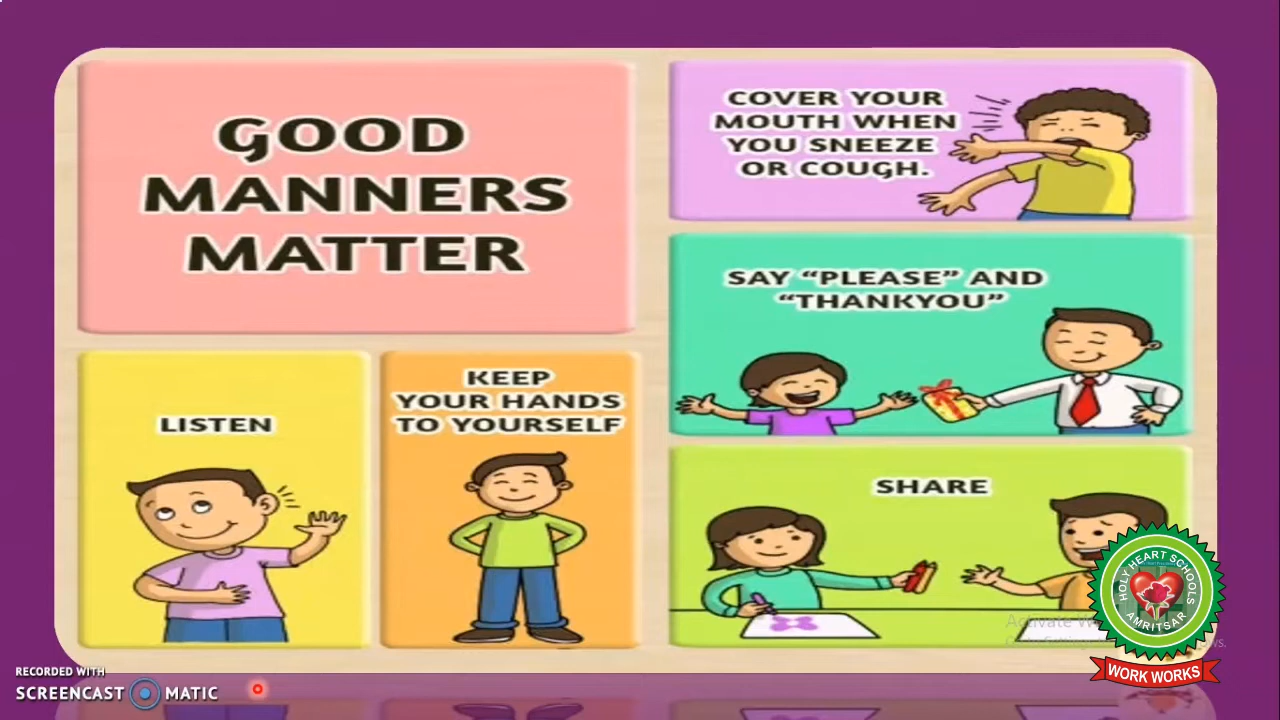 GOOD
MANNERS
MATTER
COVER YOUR
MOUTH WHEN
YOU SNEEZE
OR COUGH.
SAY “PLEASE” AND
“THANKYOU”
LISTEN
KEEP
YOUR HANDS
TO YOURSELF
SHARE
HOLY HEART SCHOOLS
AMRITSAR
WORK WORKS
Activate
RECORDED WITH
SCREENCAST MATIC